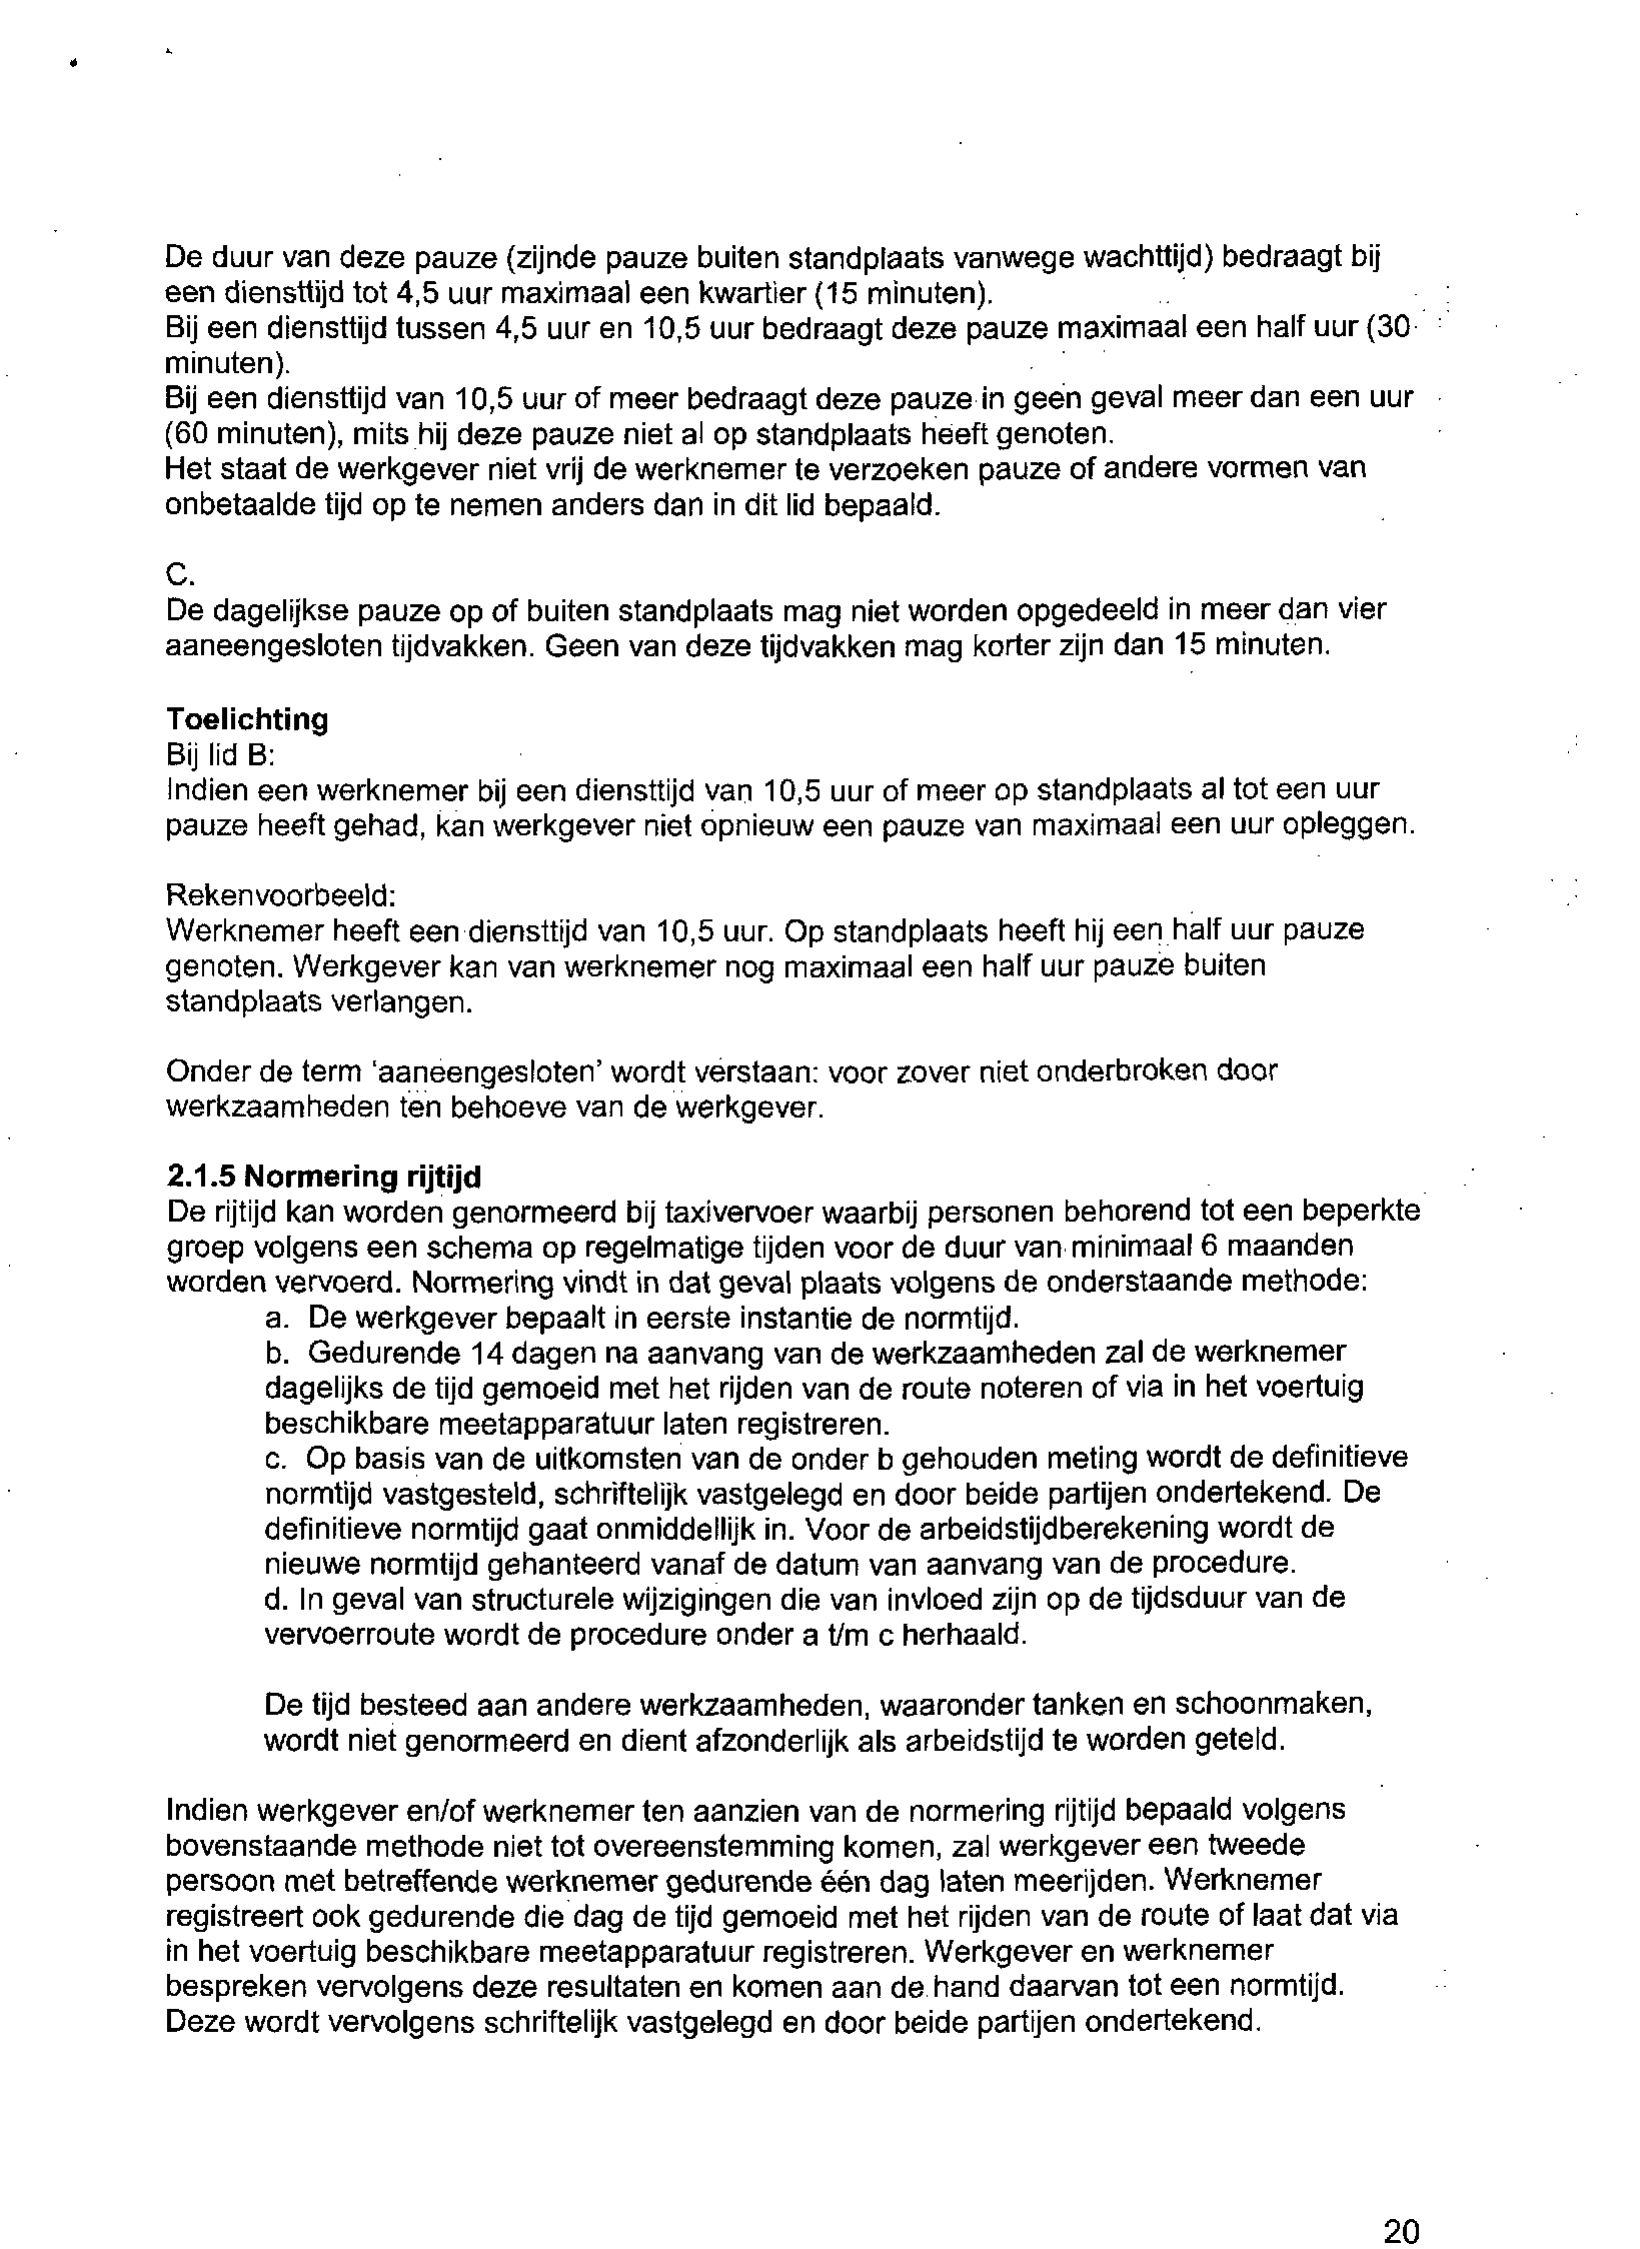 De duur van deze pauze (zijnde pauze buiten standplaats vanwege wachttijd) bedraagt bij
een diensttijd tot 4,5 uur maximaal een kwartier (15 minuten).
Bij een diensttijd tussen 4,5 uur en 10,5 uur bedraagt deze pauze maximaal een half uur (30
minuten).
Bij een diensttijd van 10,5 uur of meer bedraagt deze pauze in geen geval meer dan een uur
(60 minuten), mits hij deze pauze niet al op standplaats heeft genoten.
Het staat de werkgever niet vrij de werknemer te verzoeken pauze of andere vormen van
onbetaalde tijd op te nemen anders dan in dit lid bepaald.
C.
De dagelijkse pauze op of buiten standplaats mag niet worden opgedeeld in meer dan vier
aaneengesloten tijdvakken. Geen van deze tijdvakken mag korter zijn dan 15 minuten.
Toelichting
Bij lid B:
Indien een werknemer bij een diensttijd van 10,5 uur of meer op standplaats al tot een uur
pauze heeft gehad, kan werkgever niet opnieuw een pauze van maximaal een uur opleggen.
Rekenvoorbeeld:
Werknemer heeft een diensttijd van 10,5 uur. Op standplaats heeft hij een half uur pauze
genoten. Werkgever kan van werknemer nog maximaal een half uur pauze buiten
standplaats verlangen.
Onder de term 'aaneengesloten' wordt verstaan: voor zover niet onderbroken door
werkzaamheden ten behoeve van de werkgever.
2.1.5 Normering rijtijd
De rijtijd kan worden genormeerd bij taxivervoer waarbij personen behorend tot een beperkte
groep volgens een schema op regelmatige tijden voor de duur van minimaal 6 maanden
worden vervoerd. Normering vindt in dat geval plaats volgens de onderstaande methode:
a. De werkgever bepaalt in eerste instantie de normtijd.
b. Gedurende 14 dagen na aanvang van de werkzaamheden zal de werknemer
dagelijks de tijd gemoeid met het rijden van de route noteren of via in het voertuig
beschikbare meetapparatuur laten registreren.
c. Op basis van de uitkomsten van de onder b gehouden meting wordt de definitieve
normtijd vastgesteld, schriftelijk vastgelegd en door beide partijen ondertekend. De
definitieve normtijd gaat onmiddellijk in. Voor de arbeidstijdberekening wordt de
nieuwe normtijd gehanteerd vanaf de datum van aanvang van de procedure.
d. In geval van structurele wijzigingen die van invloed zijn op de tijdsduur van de
vervoerroute wordt de procedure onder a t/m c herhaald.
De tijd besteed aan andere werkzaamheden, waaronder tanken en schoonmaken,
wordt niet genormeerd en dient afzonderlijk als arbeidstijd te worden geteld.
Indien werkgever en/of werknemer ten aanzien van de normering rijtijd bepaald volgens
bovenstaande methode niet tot overeenstemming komen, zal werkgever een tweede
persoon met betreffende werknemer gedurende één dag laten meerijden. Werknemer
registreert ook gedurende die dag de tijd gemoeid met het rijden van de route of laat dat via
in het voertuig beschikbare meetapparatuur registreren. Werkgever en werknemer
bespreken vervolgens deze resultaten en komen aan de hand daarvan tot een normtijd.
Deze wordt vervolgens schriftelijk vastgelegd en door beide partijen ondertekend.
20